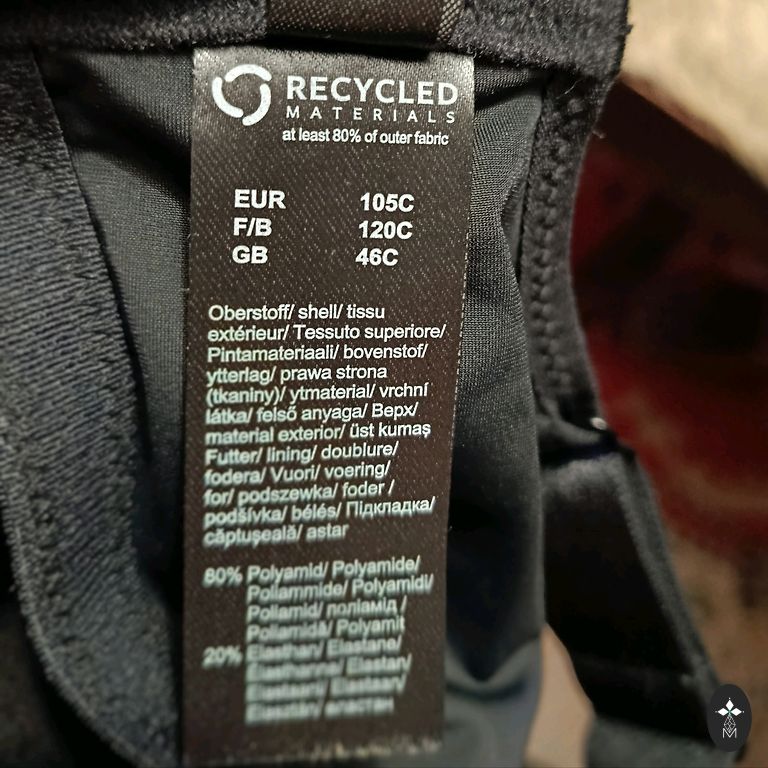 RECYCLED
MATERIALS
at least 80% of outer fabric
EUR 105C
F/B 120C
GB 46C
Oberstoff/ shell/ tissu
extérieur/ Tessuto superiore/
Pintamateriaali/ bovenstof/
ytterlag/ prawa strona
(tkaniny)/ ytmaterial/ vrchní
látka/ felső anyaga/ Верх/
material exterior/ üst kumaş
Futter/ lining/ doublure/
fodera/ Vuori/ voering/
for/ podszewka/ foder /
podšívka/ bélés/ Підкладка/
căptușeală/ astar
80% Polyamid/ Polyamide/
Poliammide/ Polyamidi/
Poliamid/ поліамід /
Poliamidă/ Polyamit
20% Elasthan/ Elastane/
Elasthanne/ Elastan/
Elastaani/ Elastaan/
Elasztán/ еластан
M